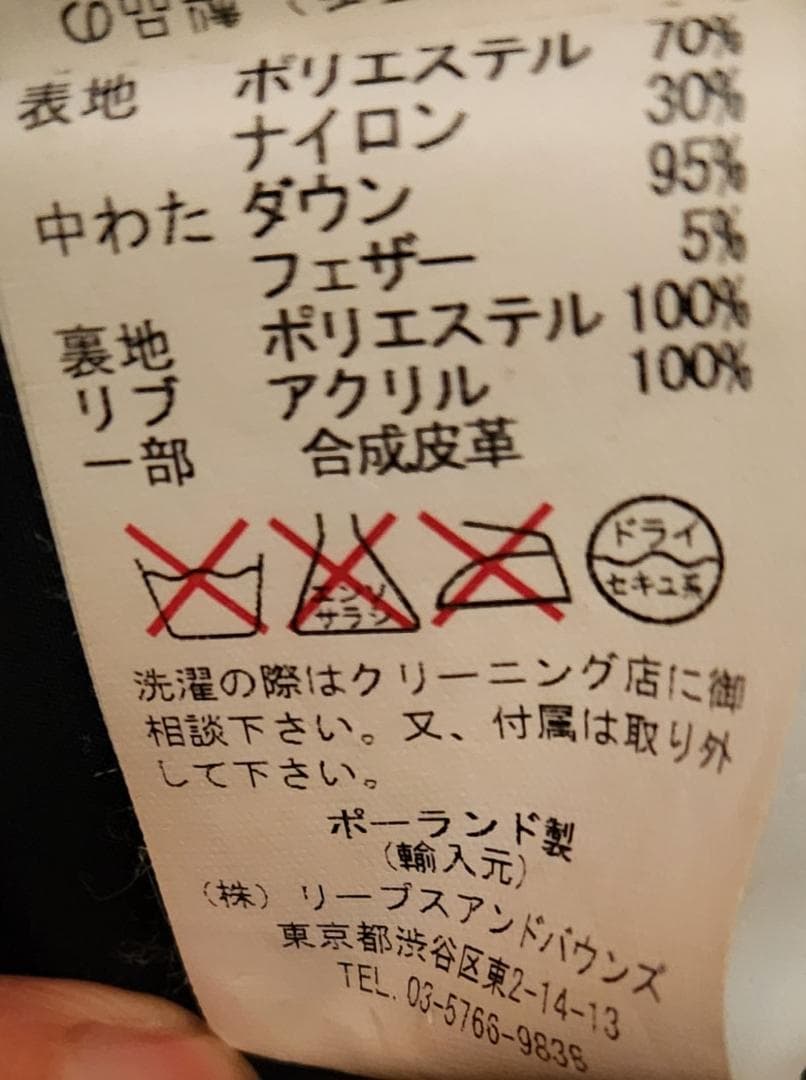 表地 ポリエステル 70%
ナイロン 30%
中わた ダウン 95%
フェザー 5%
裏地 ポリエステル 100%
リブ アクリル 100%
一部 合成皮革
エンソ
サラシ
ドライ
セキユ系
洗濯の際はクリーニング店に御
相談下さい。又、付属は取り外
して下さい。
ポーランド製
(輸入元)
(株) リーブスアンドバウンズ
東京都渋谷区東2-14-13
TEL. 03-5766-9838